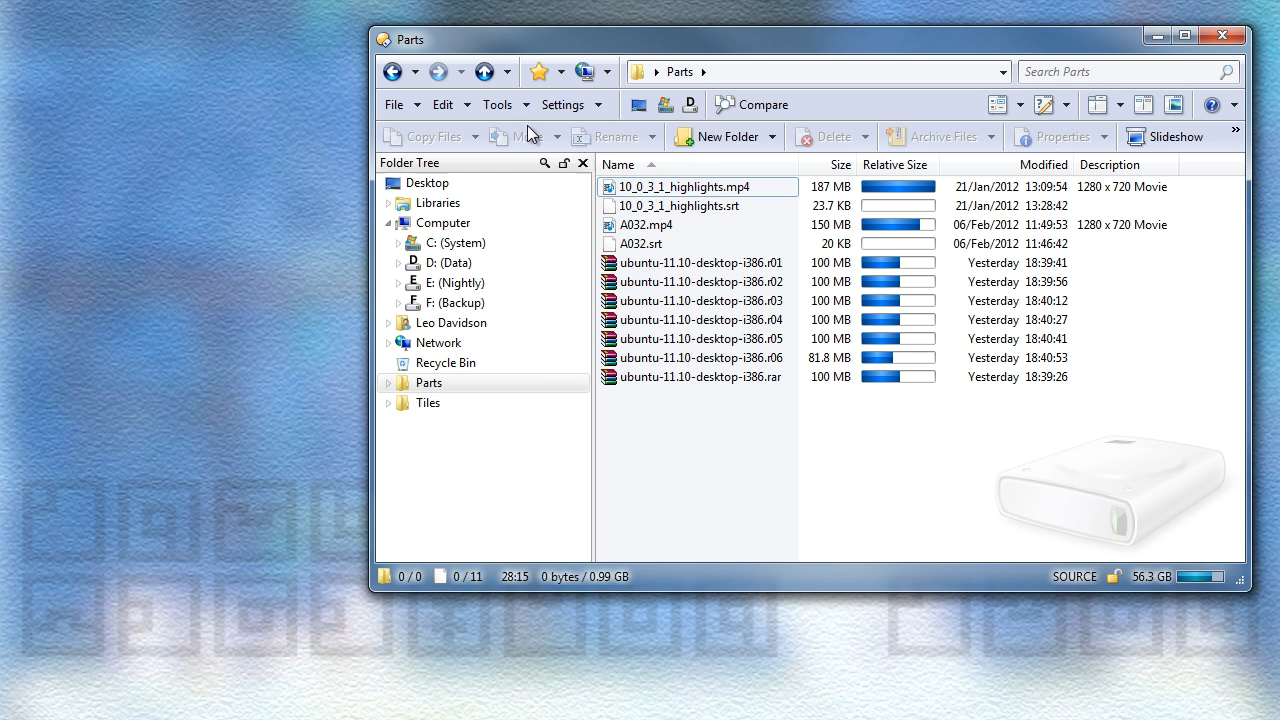 Parts
Parts
Search Parts
File Edit Tools Settings D Compare
Copy Files Rename New Folder Delete Archive Files Properties Slideshow »
Folder Tree
Desktop
Libraries
Computer
C: (System)
D D: (Data)
E E: (Nightly)
F F: (Backup)
Leo Davidson
Network
Recycle Bin
Parts
Tiles
Name Size Relative Size Modified Description
10_0_3_1_highlights.mp4 187 MB 21/Jan/2012 13:09:54 1280 x 720 Movie
10_0_3_1_highlights.srt 23.7 KB 21/Jan/2012 13:28:42
A032.mp4 150 MB 06/Feb/2012 11:49:53 1280 x 720 Movie
A032.srt 20 KB 06/Feb/2012 11:46:42
ubuntu-11.10-desktop-i386.r01 100 MB Yesterday 18:39:41
ubuntu-11.10-desktop-i386.r02 100 MB Yesterday 18:39:56
ubuntu-11.10-desktop-i386.r03 100 MB Yesterday 18:40:12
ubuntu-11.10-desktop-i386.r04 100 MB Yesterday 18:40:27
ubuntu-11.10-desktop-i386.r05 100 MB Yesterday 18:40:41
ubuntu-11.10-desktop-i386.r06 81.8 MB Yesterday 18:40:53
ubuntu-11.10-desktop-i386.rar 100 MB Yesterday 18:39:26
0 / 0 0 / 11 28:15 0 bytes / 0.99 GB SOURCE 56.3 GB